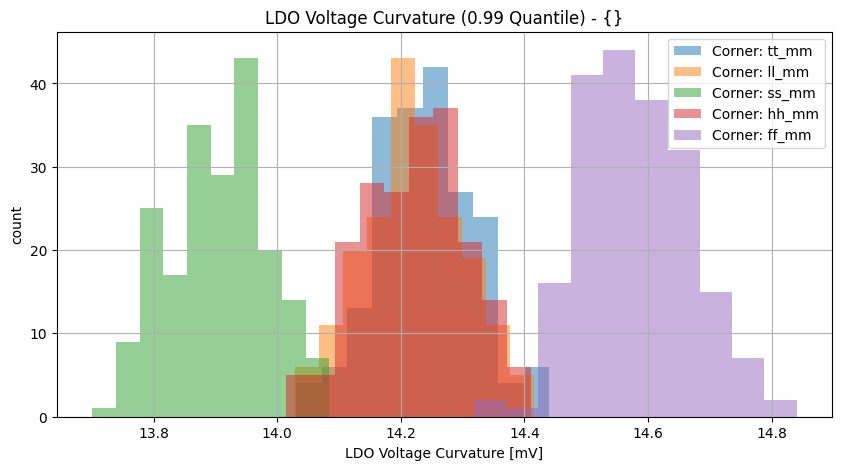 LDO Voltage Curvature (0.99 Quantile) - {}
Corner: tt_mm
Corner: ll_mm
Corner: ss_mm
Corner: hh_mm
Corner: ff_mm
count
40
30
20
10
0
13.8 14.0 14.2 14.4 14.6 14.8
LDO Voltage Curvature [mV]